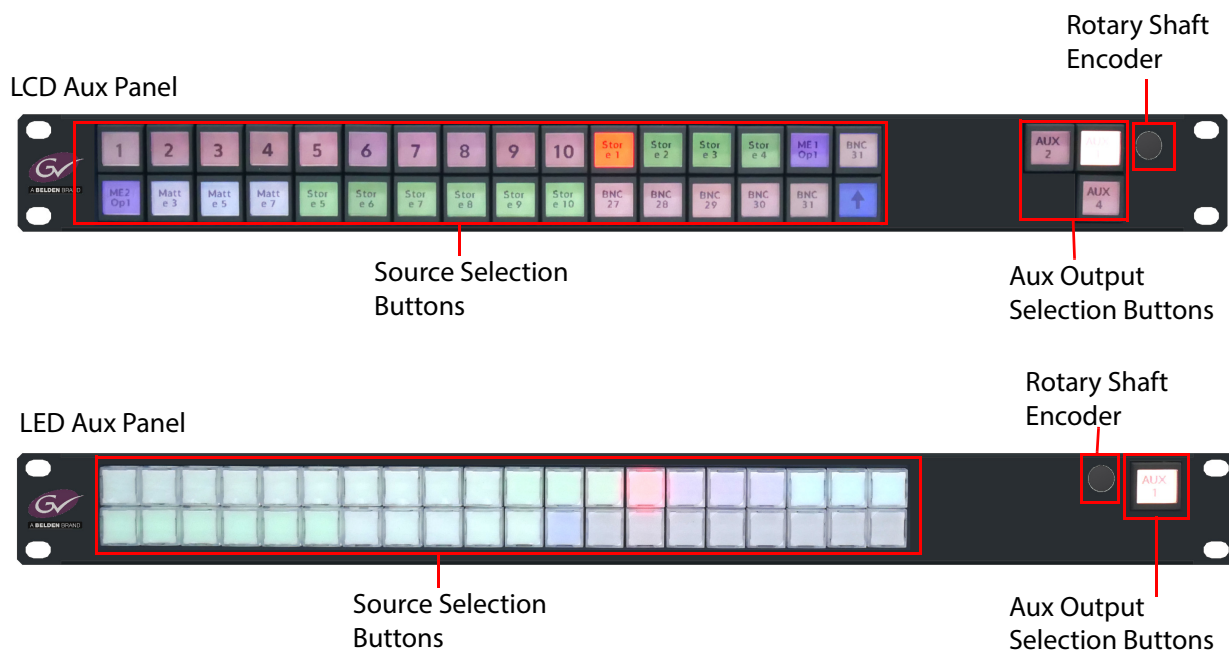 Rotary Shaft
Encoder
LCD Aux Panel
1 2 3 4 5 6 7 8 9 10 Stor e 1 Stor e 2 Stor e 3 Stor e 4 ME1 Op1 BNC 31 AUX 2
GV
A BELDEN BRAND
ME2 Op1 Matt e 3 Matt e 5 Matt e 7 Stor e 5 Stor e 6 Stor e 7 Stor e 8 Stor e 9 Stor e 10 BNC 27 BNC 28 BNC 29 BNC 30 BNC 31 AUX 4
Source Selection
Buttons
Aux Output
Selection Buttons
Rotary Shaft
Encoder
LED Aux Panel
GV
A BELDEN BRAND
AUX
1
Source Selection
Buttons
Aux Output
Selection Buttons